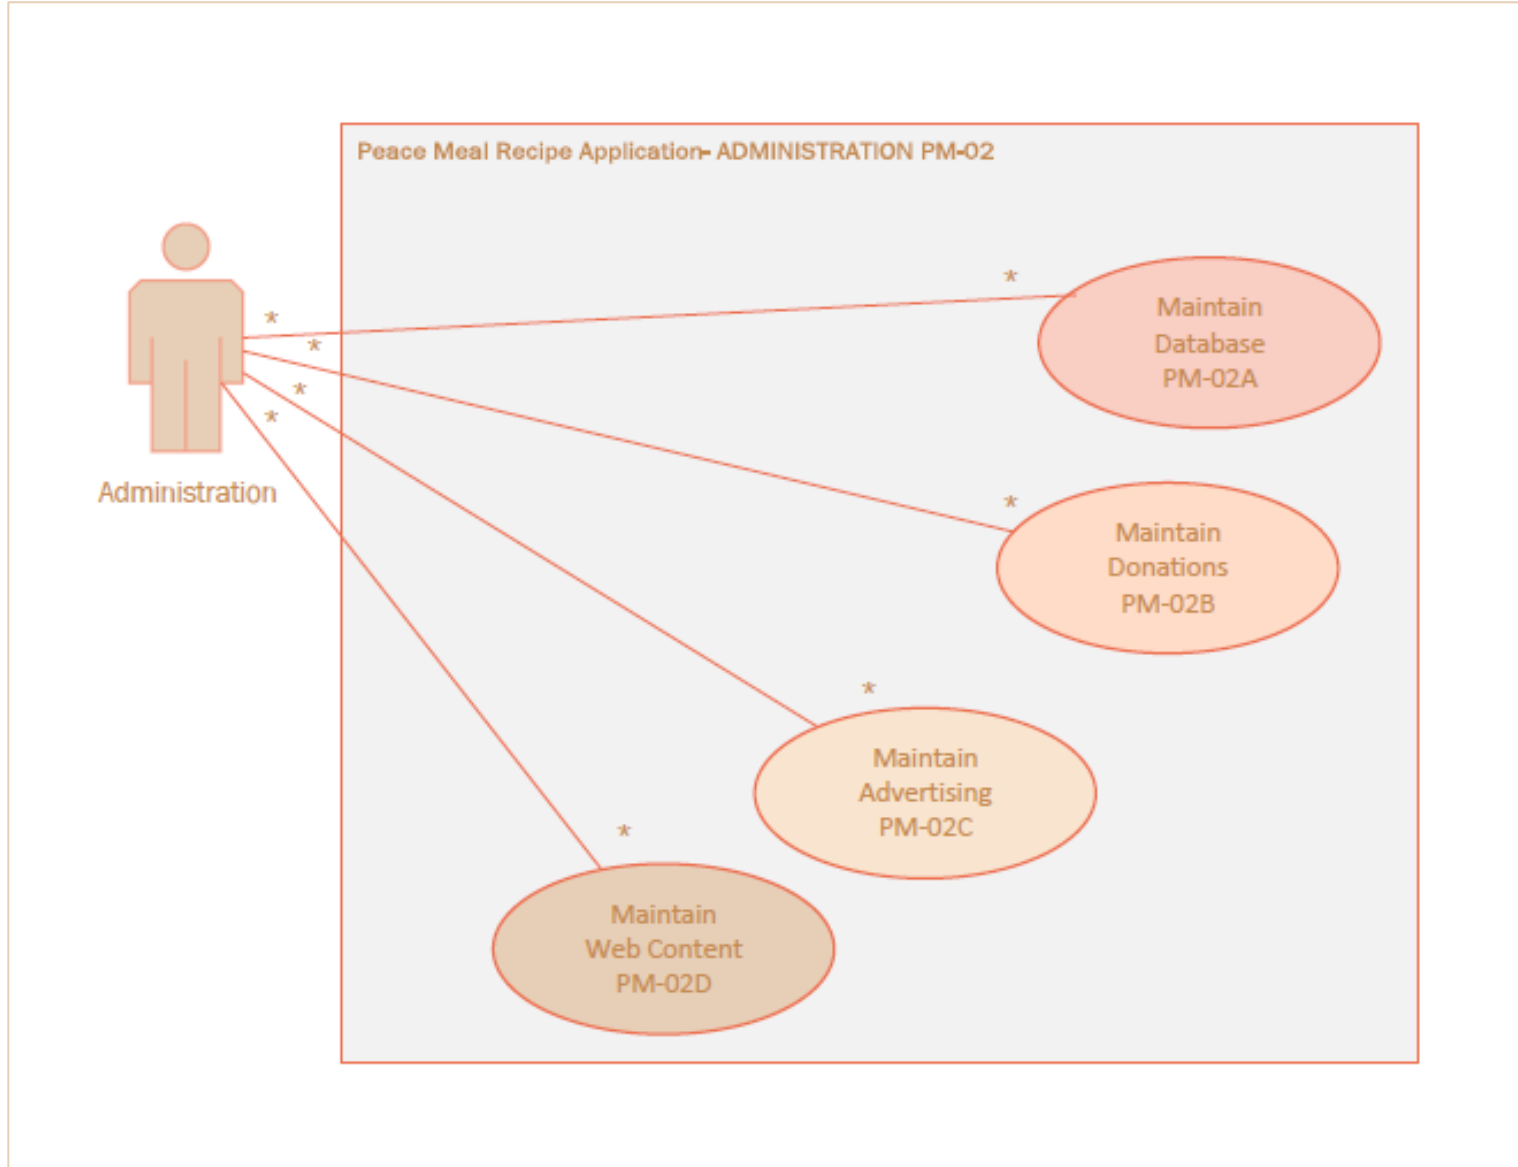 Peace Meal Recipe Application- ADMINISTRATION PM-02
*
*
*
*
*
Administration
Maintain
Database
PM-02A
*
Maintain
Donations
PM-02B
*
Maintain
Advertising
PM-02C
*
Maintain
Web Content
PM-02D